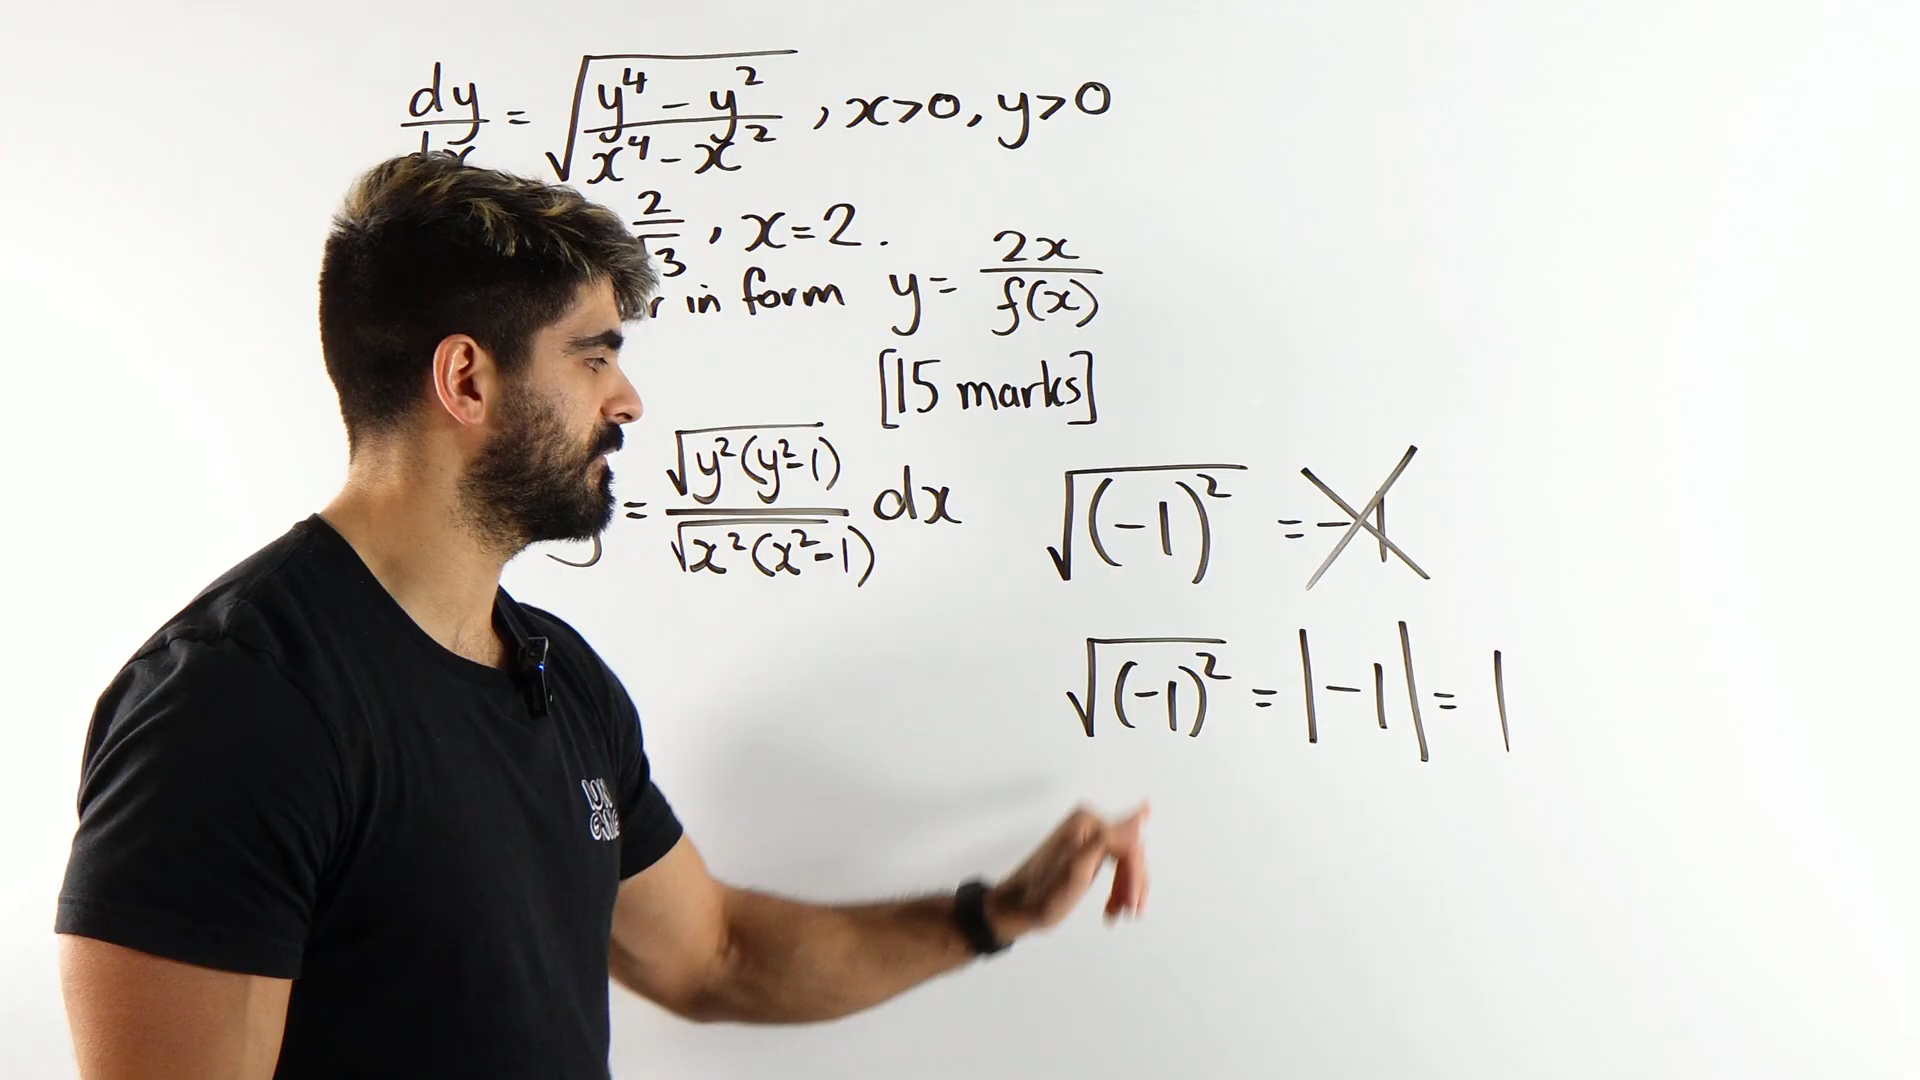 dy/dx = √((y⁴ - y²)/(x⁴ - x²)) , x>0, y>0
2/√3 , x=2.
r in form y = 2x/f(x)
[15 marks]
y = √(y²(y²-1))/√(x²(x²-1)) dx
√(-1)² = -1
√(-1)² = |-1| = 1